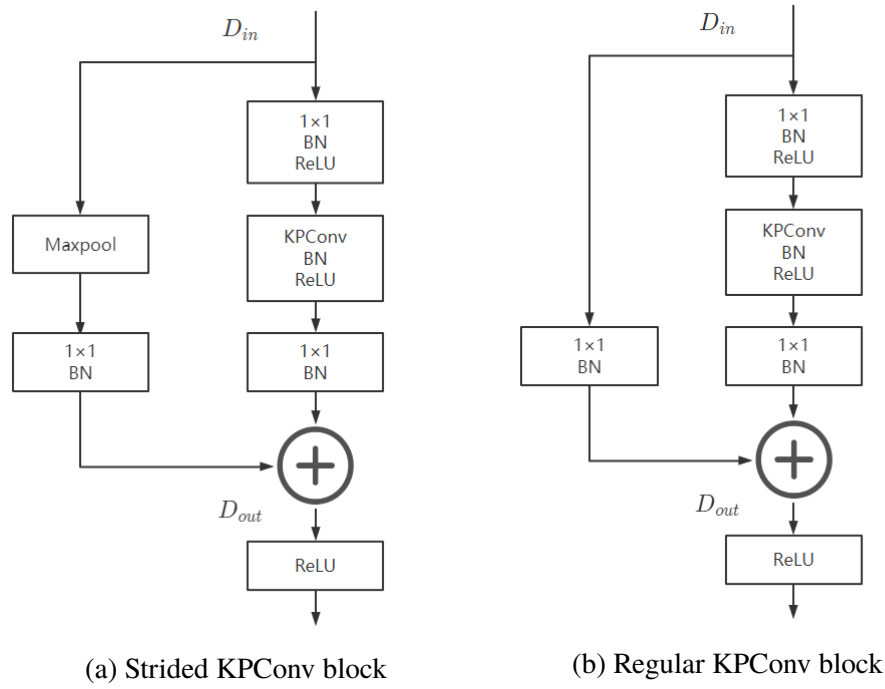 D_in
1×1
BN
ReLU
Maxpool
KPConv
BN
ReLU
1×1
BN
1×1
BN
D_out
ReLU
(a) Strided KPConv block
D_in
1×1
BN
ReLU
KPConv
BN
ReLU
1×1
BN
1×1
BN
D_out
ReLU
(b) Regular KPConv block